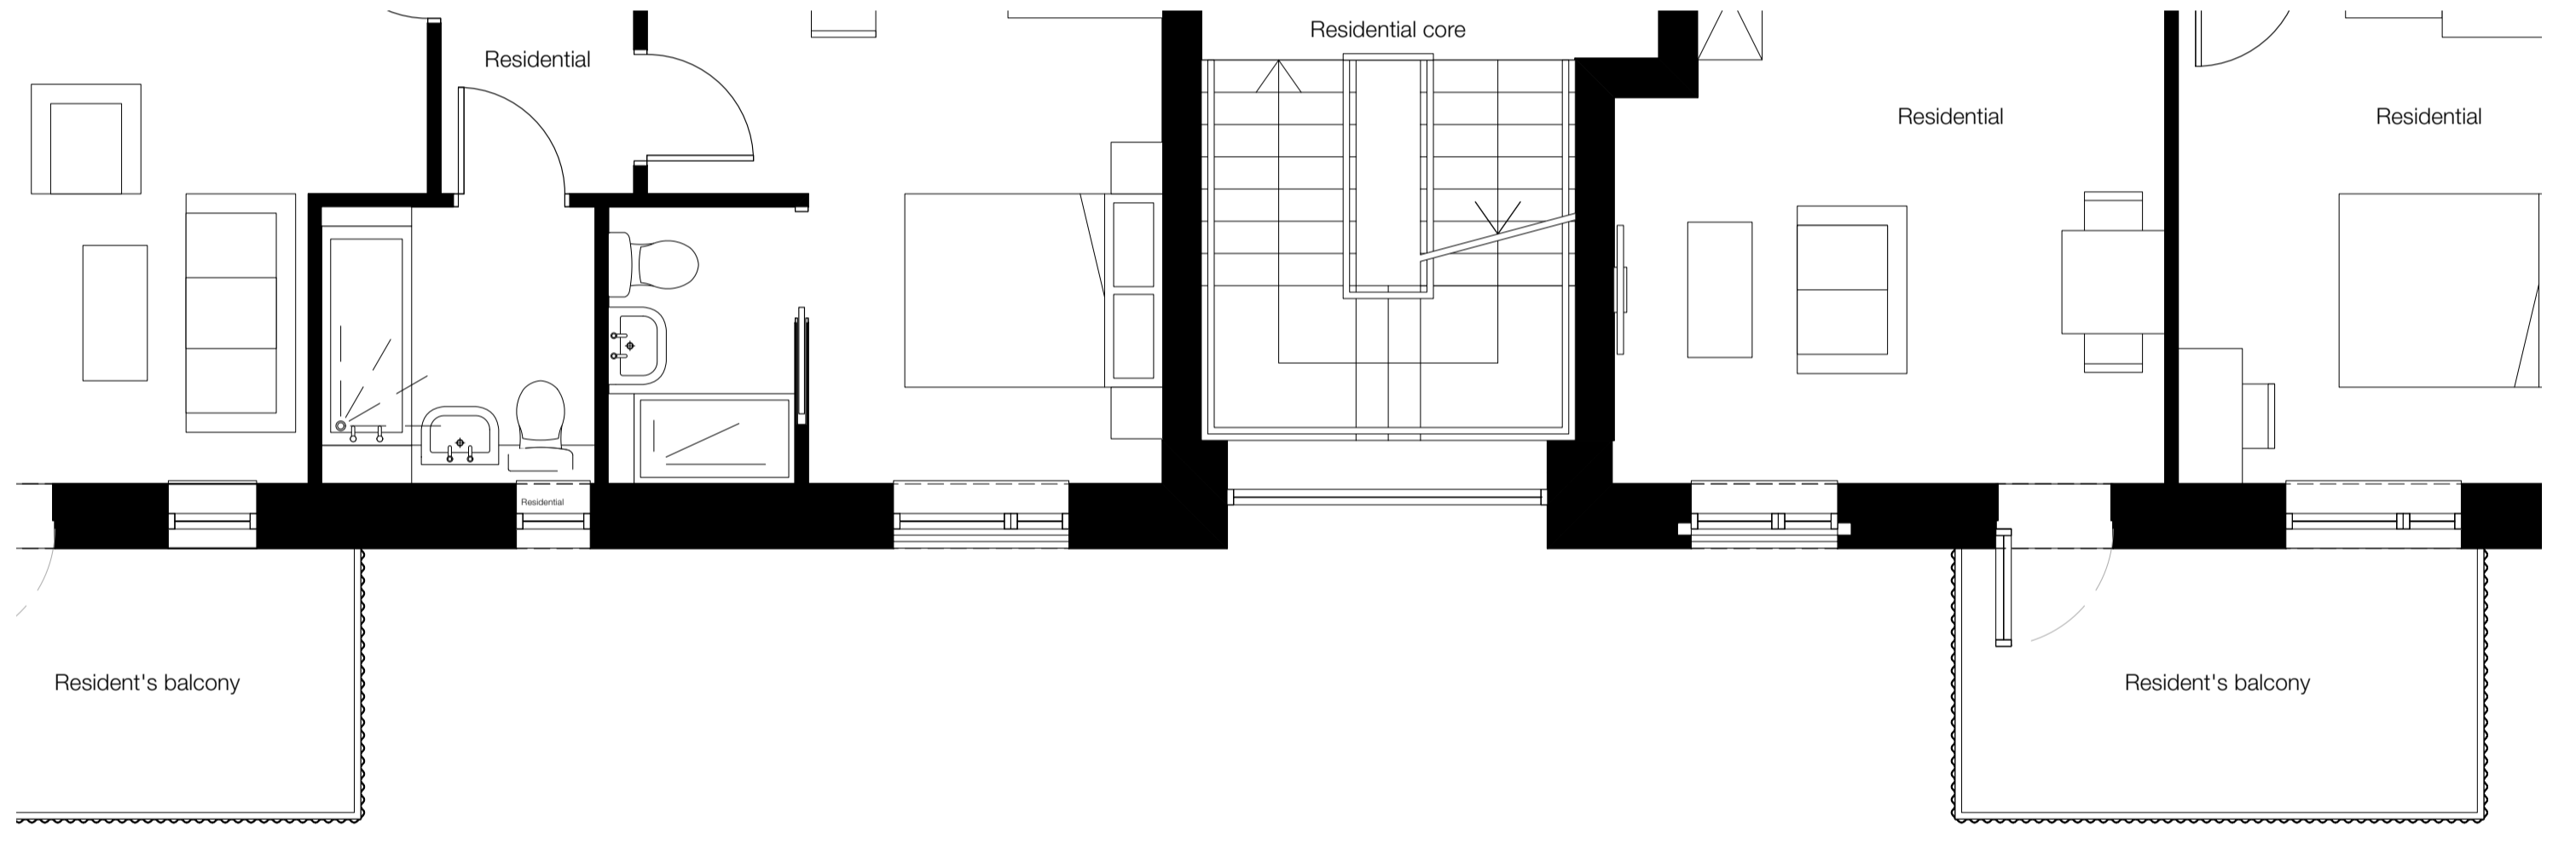 Residential core
Residential
Residential
Residential
Residential
Resident's balcony
Resident's balcony